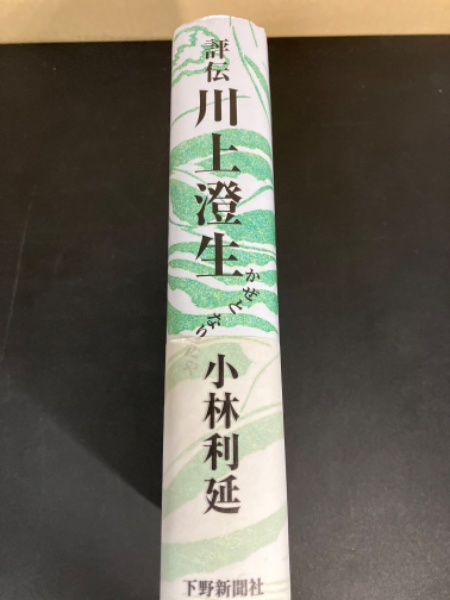 評伝
川上澄生
かぜとなりたや
小林利延
下野新聞社